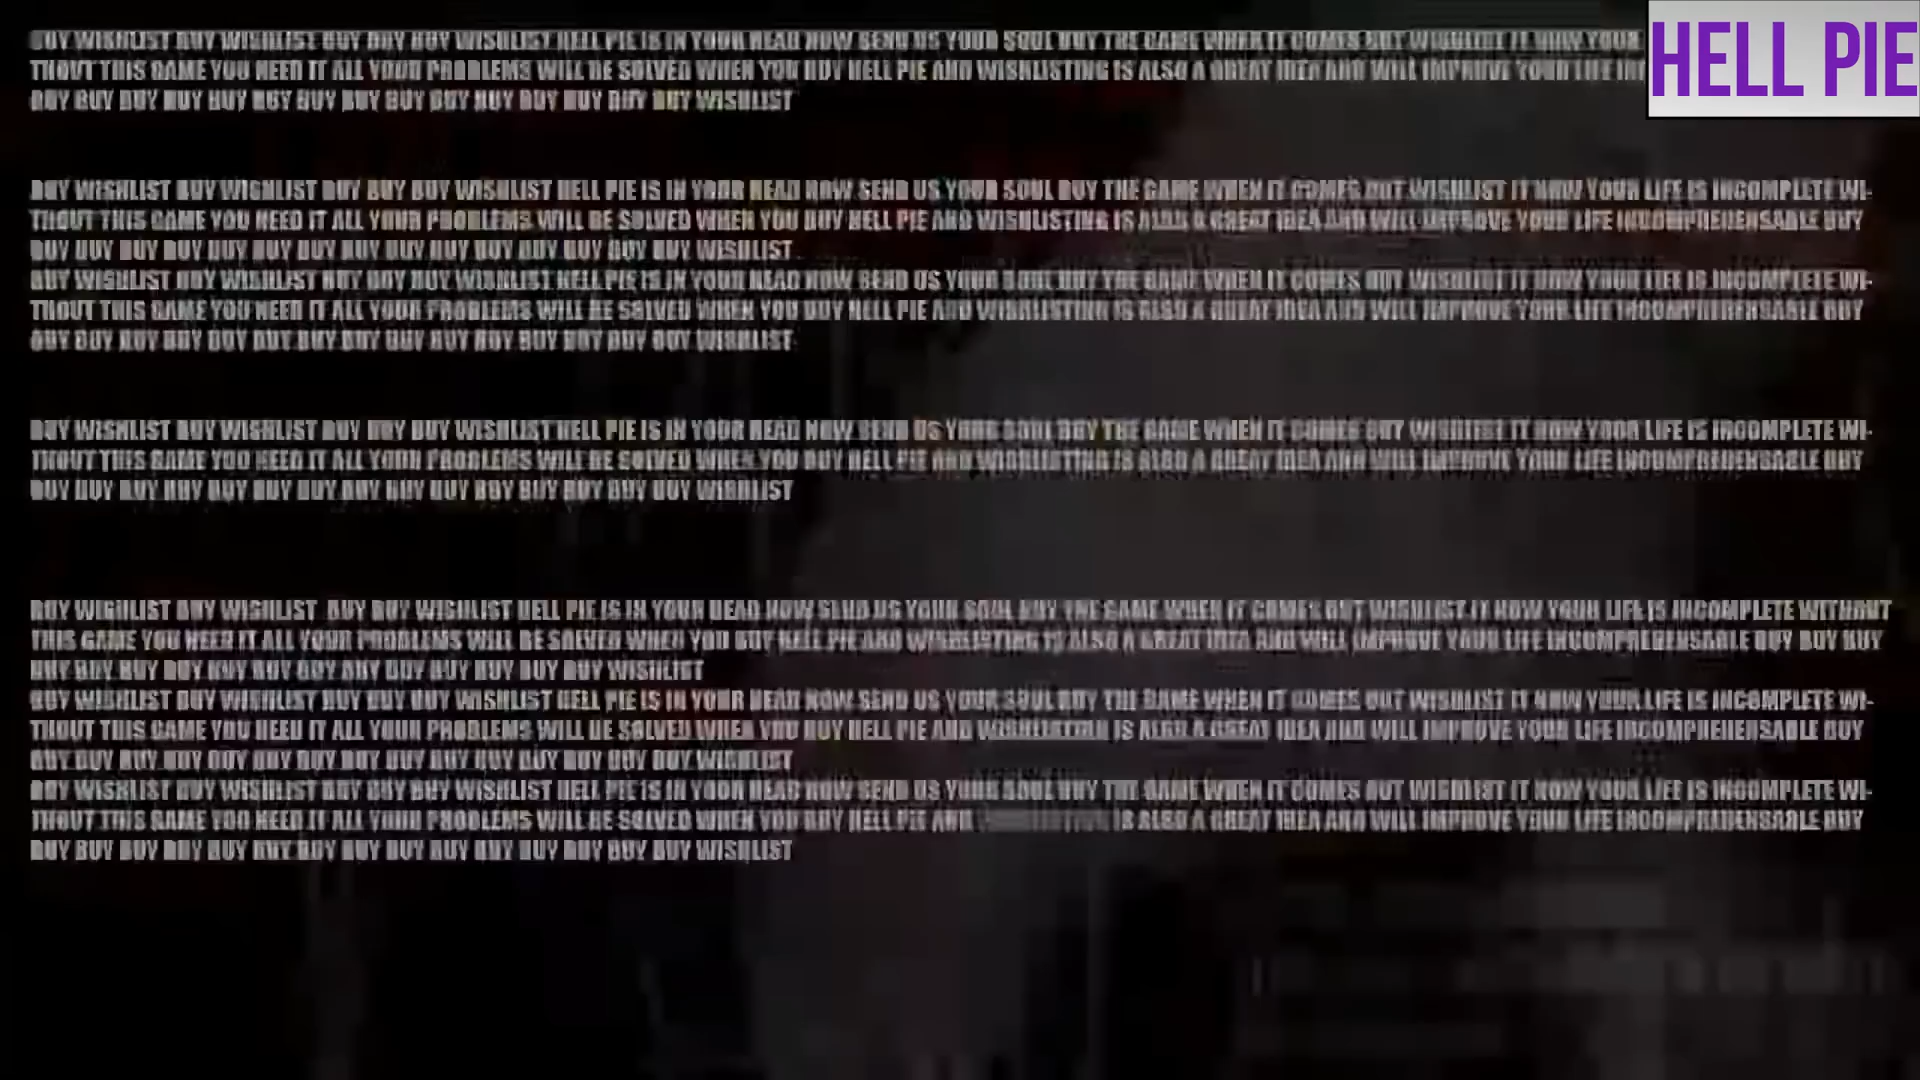 BUY WISHLIST BUY WISHLIST BUY BUY BUY WISHLIST HELL PIE IS IN YOUR HEAD NOW SEND US YOUR SOUL BUY THE GAME WHEN IT COMES OUT WISHLIST IT NOW YOUR
HELL PIE
THOUT THIS GAME YOU NEED IT ALL YOUR PROBLEMS WILL BE SOLVED WHEN YOU BUY HELL PIE AND WISHLISTING IS ALSO A GREAT IDEA AND WILL IMPROVE YOUR LIFE IN
BUY BUY BUY BUY BUY BUY BUY BUY BUY BUY BUY BUY BUY BUY BUY WISHLIST
BUY WISHLIST BUY WISHLIST BUY BUY BUY WISHLIST HELL PIE IS IN YOUR HEAD NOW SEND US YOUR SOUL BUY THE GAME WHEN IT COMES OUT WISHLIST IT NOW YOUR LIFE IS INCOMPLETE WI-
THOUT THIS GAME YOU NEED IT ALL YOUR PROBLEMS WILL BE SOLVED WHEN YOU BUY HELL PIE AND WISHLISTING IS ALSO A GREAT IDEA AND WILL IMPROVE YOUR LIFE INCOMPREHENSABLE BUY
BUY BUY BUY BUY BUY BUY BUY BUY BUY BUY BUY BUY BUY BUY BUY WISHLIST
BUY WISHLIST BUY WISHLIST BUY BUY BUY WISHLIST HELL PIE IS IN YOUR HEAD NOW SEND US YOUR SOUL BUY THE GAME WHEN IT COMES OUT WISHLIST IT NOW YOUR LIFE IS INCOMPLETE WI-
THOUT THIS GAME YOU NEED IT ALL YOUR PROBLEMS WILL BE SOLVED WHEN YOU BUY HELL PIE AND WISHLISTING IS ALSO A GREAT IDEA AND WILL IMPROVE YOUR LIFE INCOMPREHENSABLE BUY
BUY BUY BUY BUY BUY BUY BUY BUY BUY BUY BUY BUY BUY BUY BUY WISHLIST
BUY WISHLIST BUY WISHLIST BUY BUY BUY WISHLIST HELL PIE IS IN YOUR HEAD NOW SEND US YOUR SOUL BUY THE GAME WHEN IT COMES OUT WISHLIST IT NOW YOUR LIFE IS INCOMPLETE WI-
THOUT THIS GAME YOU NEED IT ALL YOUR PROBLEMS WILL BE SOLVED WHEN YOU BUY HELL PIE AND WISHLISTING IS ALSO A GREAT IDEA AND WILL IMPROVE YOUR LIFE INCOMPREHENSABLE BUY
BUY BUY BUY BUY BUY BUY BUY BUY BUY BUY BUY BUY BUY BUY BUY WISHLIST
BUY WISHLIST BUY WISHLIST BUY BUY WISHLIST HELL PIE IS IN YOUR HEAD NOW SEND US YOUR SOUL BUY THE GAME WHEN IT COMES OUT WISHLIST IT NOW YOUR LIFE IS INCOMPLETE WITHOUT
THIS GAME YOU NEED IT ALL YOUR PROBLEMS WILL BE SOLVED WHEN YOU BUY HELL PIE AND WISHLISTING IS ALSO A GREAT IDEA AND WILL IMPROVE YOUR LIFE INCOMPREHENSABLE BUY BUY BUY
BUY BUY BUY BUY BUY BUY BUY BUY BUY BUY BUY BUY BUY WISHLIST
BUY WISHLIST BUY WISHLIST BUY BUY BUY WISHLIST HELL PIE IS IN YOUR HEAD NOW SEND US YOUR SOUL BUY THE GAME WHEN IT COMES OUT WISHLIST IT NOW YOUR LIFE IS INCOMPLETE WI-
THOUT THIS GAME YOU NEED IT ALL YOUR PROBLEMS WILL BE SOLVED WHEN YOU BUY HELL PIE AND WISHLISTING IS ALSO A GREAT IDEA AND WILL IMPROVE YOUR LIFE INCOMPREHENSABLE BUY
BUY BUY BUY BUY BUY BUY BUY BUY BUY BUY BUY BUY BUY BUY BUY WISHLIST
BUY WISHLIST BUY WISHLIST BUY BUY BUY WISHLIST HELL PIE IS IN YOUR HEAD NOW SEND US YOUR SOUL BUY THE GAME WHEN IT COMES OUT WISHLIST IT NOW YOUR LIFE IS INCOMPLETE WI-
THOUT THIS GAME YOU NEED IT ALL YOUR PROBLEMS WILL BE SOLVED WHEN YOU BUY HELL PIE AND IS ALSO A GREAT IDEA AND WILL IMPROVE YOUR LIFE INCOMPREHENSABLE BUY
BUY BUY BUY BUY BUY BUY BUY BUY BUY BUY BUY BUY BUY BUY BUY WISHLIST